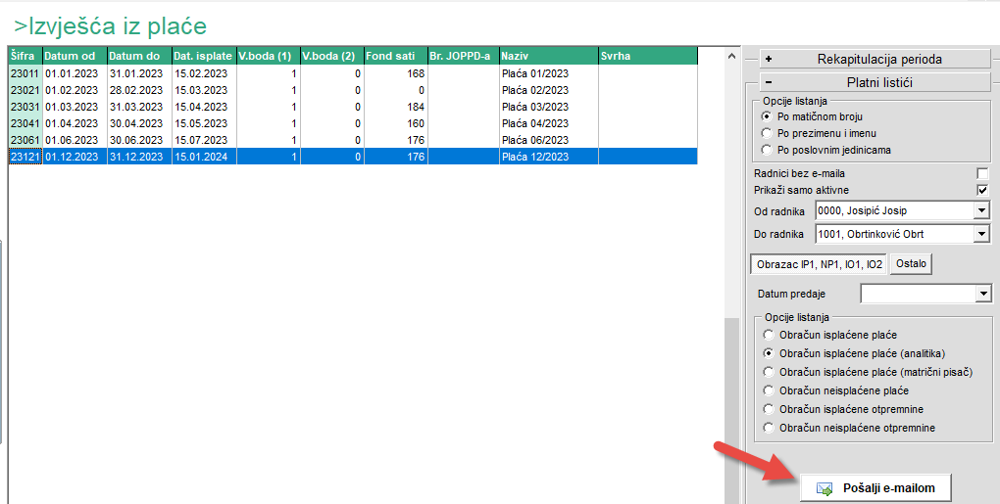 >Izvješća iz plaće
Šifra Datum od Datum do Dat. isplate V.boda (1) V.boda (2) Fond sati Br. JOPPD-a Naziv Svrha
23011 01.01.2023 31.01.2023 15.02.2023 1 0 168 Plaća 01/2023
23021 01.02.2023 28.02.2023 15.03.2023 1 0 0 Plaća 02/2023
23031 01.03.2023 31.03.2023 15.04.2023 1 0 184 Plaća 03/2023
23041 01.04.2023 30.04.2023 15.05.2023 1 0 160 Plaća 04/2023
23061 01.06.2023 30.06.2023 15.07.2023 1 0 176 Plaća 06/2023
23121 01.12.2023 31.12.2023 15.01.2024 1 0 176 Plaća 12/2023
+ Rekapitulacija perioda
- Platni listići
Opcije listanja
Po matičnom broju
Po prezimenu i imenu
Po poslovnim jedinicama
Radnici bez e-maila
Prikaži samo aktivne
Od radnika 0000, Josipić Josip
Do radnika 1001, Obrtinković Obrt
Obrazac IP1, NP1, IO1, IO2 Ostalo
Datum predaje
Opcije listanja
Obračun isplaćene plaće
Obračun isplaćene plaće (analitika)
Obračun isplaćene plaće (matrični pisač)
Obračun neisplaćene plaće
Obračun isplaćene otpremnine
Obračun neisplaćene otpremnine
Pošalji e-mailom